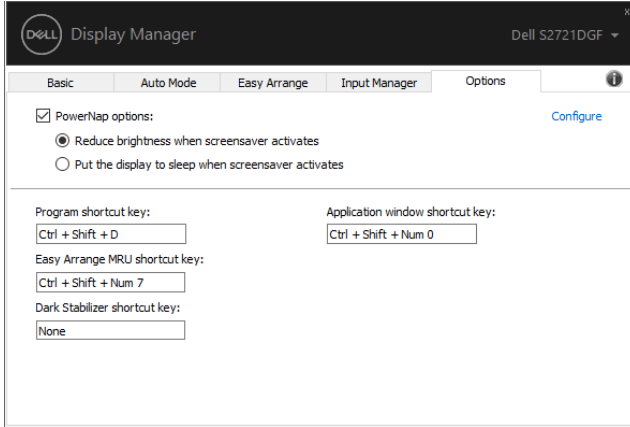 x
DELL Display Manager Dell S2721DGF
Basic Auto Mode Easy Arrange Input Manager Options
PowerNap options: Configure
Reduce brightness when screensaver activates
Put the display to sleep when screensaver activates
Program shortcut key: Application window shortcut key:
Ctrl + Shift + D Ctrl + Shift + Num 0
Easy Arrange MRU shortcut key:
Ctrl + Shift + Num 7
Dark Stabilizer shortcut key:
None